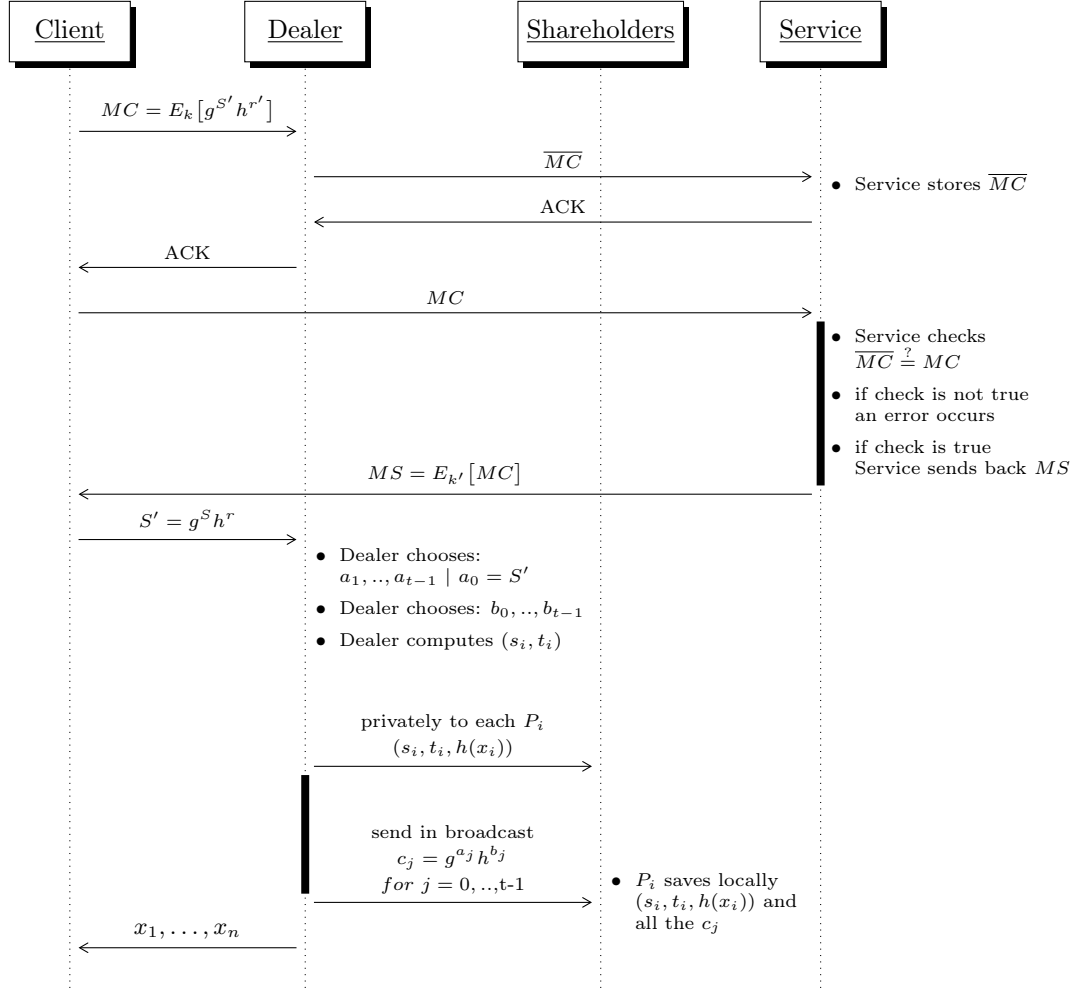 Client Dealer Shareholders Service
MC = E_k[g^{S'} h^{r'}]
\overline{MC}
• Service stores \overline{MC}
ACK
ACK
MC
• Service checks
\overline{MC} \stackrel{?}{=} MC
• if check is not true
an error occurs
• if check is true
Service sends back MS
MS = E_{k'}[MC]
S' = g^S h^r
• Dealer chooses:
a_1, .., a_{t-1} | a_0 = S'
• Dealer chooses: b_0, .., b_{t-1}
• Dealer computes (s_i, t_i)
privately to each P_i
(s_i, t_i, h(x_i))
send in broadcast
c_j = g^{a_j} h^{b_j}
for j = 0, ..,t-1
• P_i saves locally
(s_i, t_i, h(x_i)) and
all the c_j
x_1, . . . , x_n